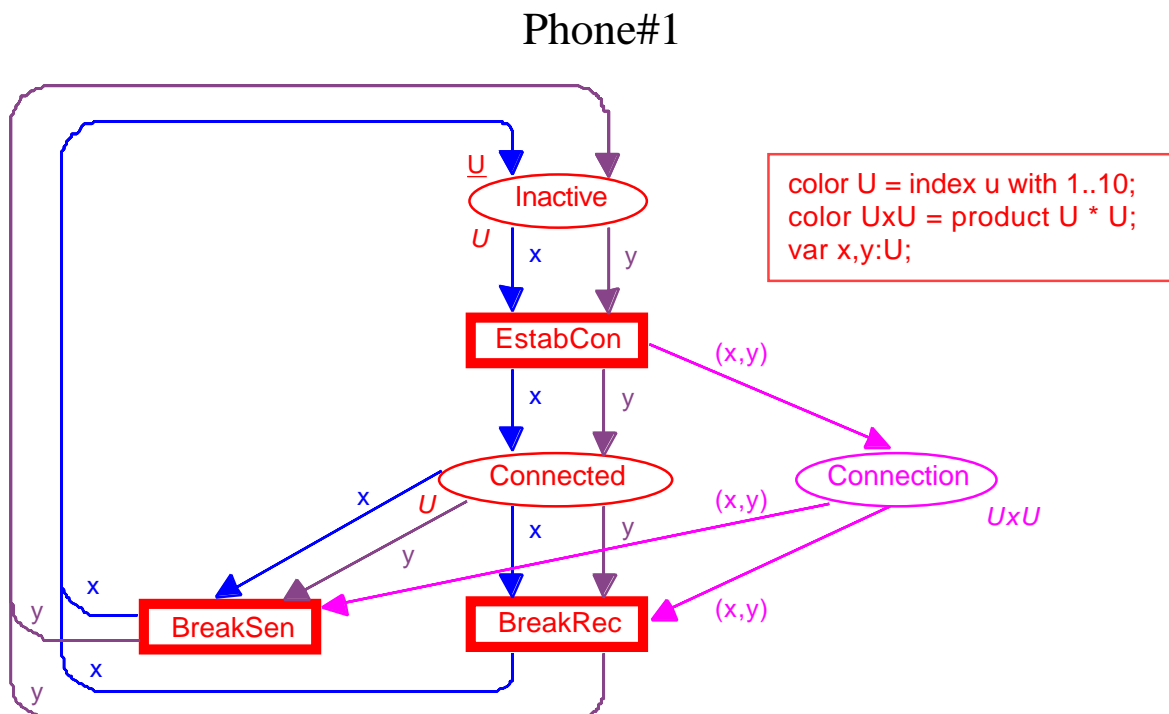 Phone#1
U
Inactive
U
x
y
color U = index u with 1..10;
color UxU = product U * U;
var x,y:U;
EstabCon
(x,y)
x
y
Connected
Connection
U
UxU
x
y
(x,y)
x
y
x
y
BreakSen
BreakRec
(x,y)
x
y